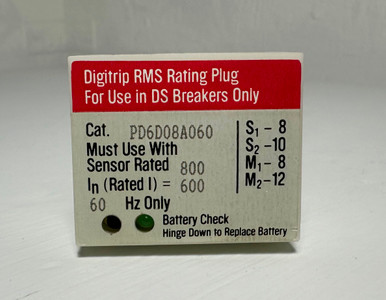 Digitrip RMS Rating Plug
For Use in DS Breakers Only
Cat. PD6D08A060
Must Use With
Sensor Rated 800
In (Rated I) = 600
60 Hz Only
S1 - 8
S2 -10
M1 - 8
M2 -12
Battery Check
Hinge Down to Replace Battery